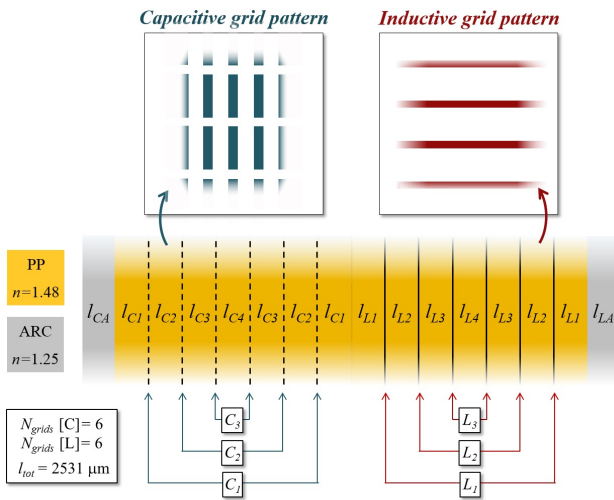 Capacitive grid pattern
Inductive grid pattern
PP
n=1.48
ARC
n=1.25
l_CA l_C1 l_C2 l_C3 l_C4 l_C3 l_C2 l_C1 l_L1 l_L2 l_L3 l_L4 l_L3 l_L2 l_L1 l_LA
N_grids [C]= 6
N_grids [L]= 6
l_tot = 2531 μm
C_3
C_2
C_1
L_3
L_2
L_1